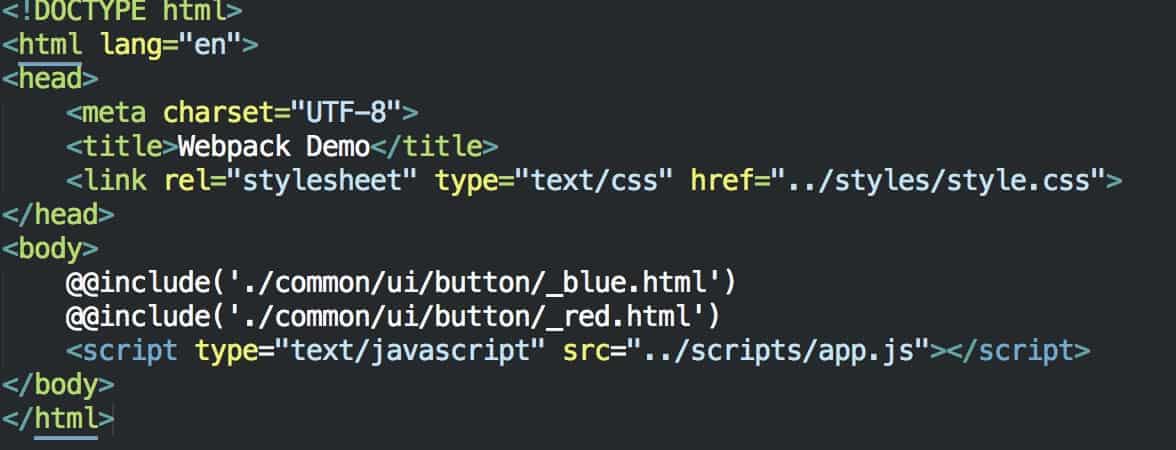 <!DOCTYPE html>
<html lang="en">
<head>
    <meta charset="UTF-8">
    <title>Webpack Demo</title>
    <link rel="stylesheet" type="text/css" href="../styles/style.css">
</head>
<body>
    @@include('./common/ui/button/_blue.html')
    @@include('./common/ui/button/_red.html')
    <script type="text/javascript" src="../scripts/app.js"></script>
</body>
</html>